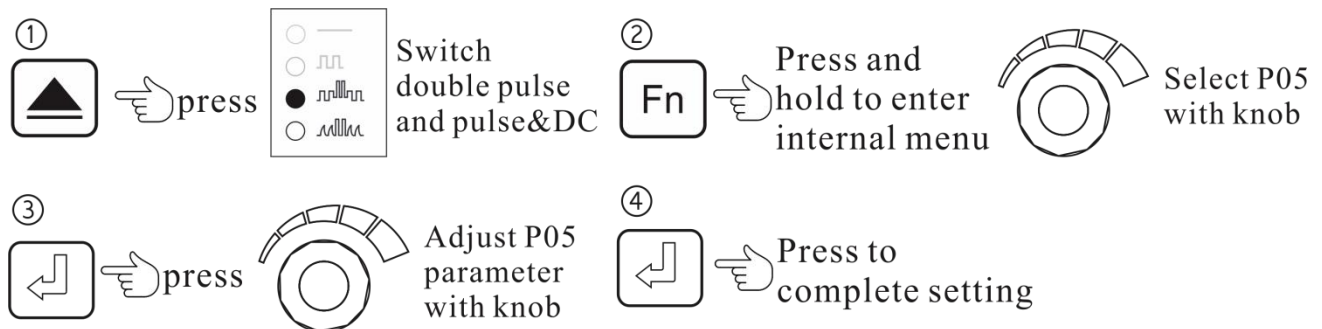 ①
press
Switch
double pulse
and pulse&DC
②
Fn
Press and
hold to enter
internal menu
Select P05
with knob
③
press
Adjust P05
parameter
with knob
④
Press to
complete setting